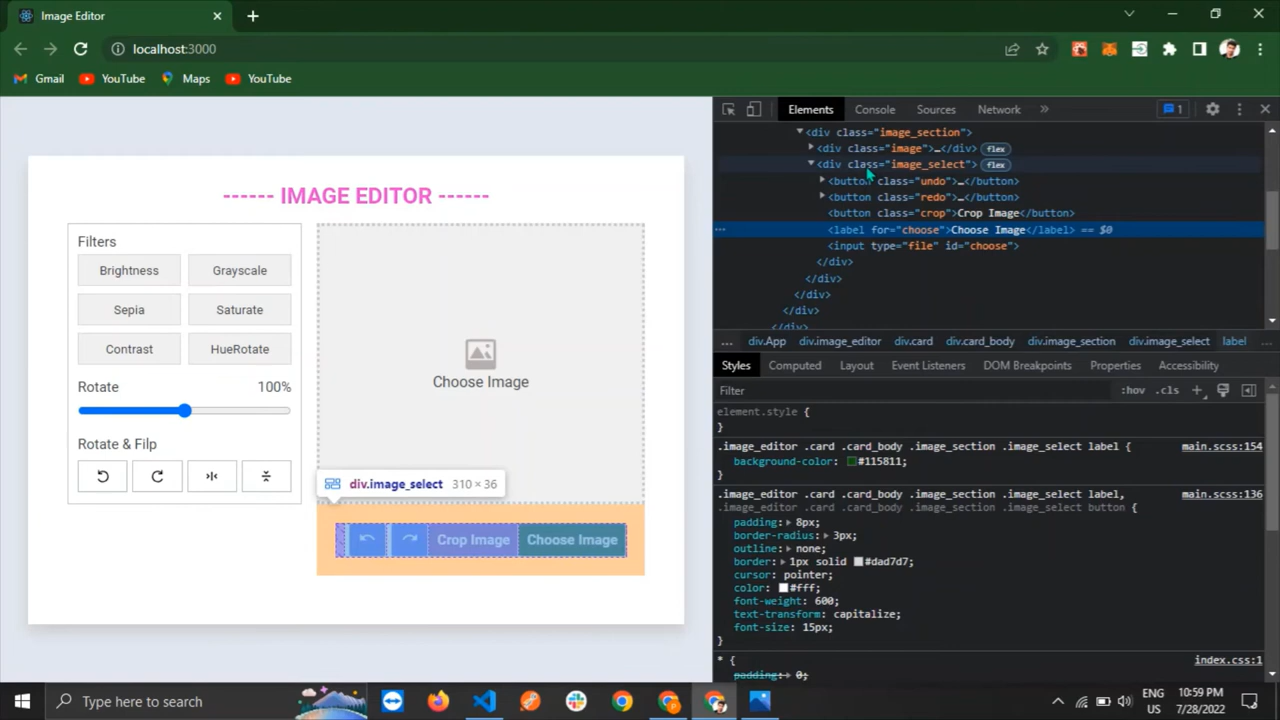 Image Editor
localhost:3000
Gmail YouTube Maps YouTube
------ IMAGE EDITOR ------
Filters
Brightness Grayscale
Sepia Saturate
Contrast HueRotate
Rotate 100%
Rotate & Filp
Choose Image
div.image_select 310 × 36
Crop Image Choose Image
Elements Console Sources Network » 1
<div class="image_section">
<div class="image">…</div> flex
<div class="image_select"> flex
<button class="undo">…</button>
<button class="redo">…</button>
<button class="crop">Crop Image</button>
... <label for="choose">Choose Image</label> == $0
<input type="file" id="choose">
</div>
</div>
</div>
</div>
</div>
... div.App div.image_editor div.card div.card_body div.image_section div.image_select label ...
Styles Computed Layout Event Listeners DOM Breakpoints Properties Accessibility
Filter :hov .cls +
element.style {
}
.image_editor .card .card_body .image_section .image_select label { main.scss:154
background-color: #115811;
}
.image_editor .card .card_body .image_section .image_select label, main.scss:136
.image_editor .card .card_body .image_section .image_select button {
padding: 8px;
border-radius: 3px;
outline: none;
border: 1px solid #dad7d7;
cursor: pointer;
color: #fff;
font-weight: 600;
text-transform: capitalize;
font-size: 15px;
}
* { index.css:1
padding: 0;
Type here to search
ENG
US
10:59 PM
7/28/2022